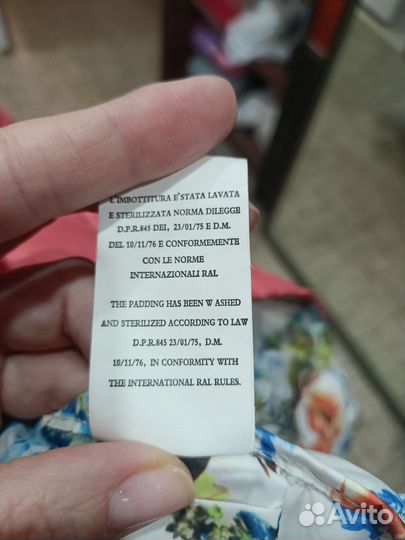 L'IMBOTTITURA E'STATA LAVATA
E STERILIZZATA NORMA DILEGGE
D.P.R.845 DEI, 23/01/75 E D.M.
DEL 10/11/76 E CONFORMEMENTE
CON LE NORME
INTERNAZIONALI RAL
THE PADDING HAS BEEN W ASHED
AND STERILIZED ACCORDING TO LAW
D.P.R.845 23/01/75, D.M.
10/11/76, IN CONFORMITY WITH
THE INTERNATIONAL RAL RULES.
Avito